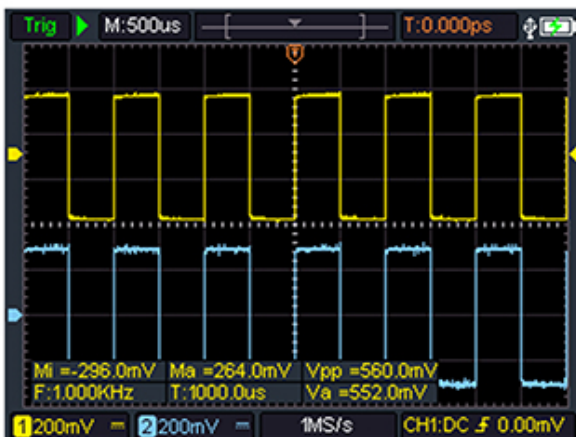 Trig M:500us T:0.000ps
T
Mi =-296.0mV Ma =264.0mV Vpp =560.0mV
F:1.000KHz T:1000.0us Va =552.0mV
1 200mV 2 200mV 1MS/s CH1:DC 0.00mV